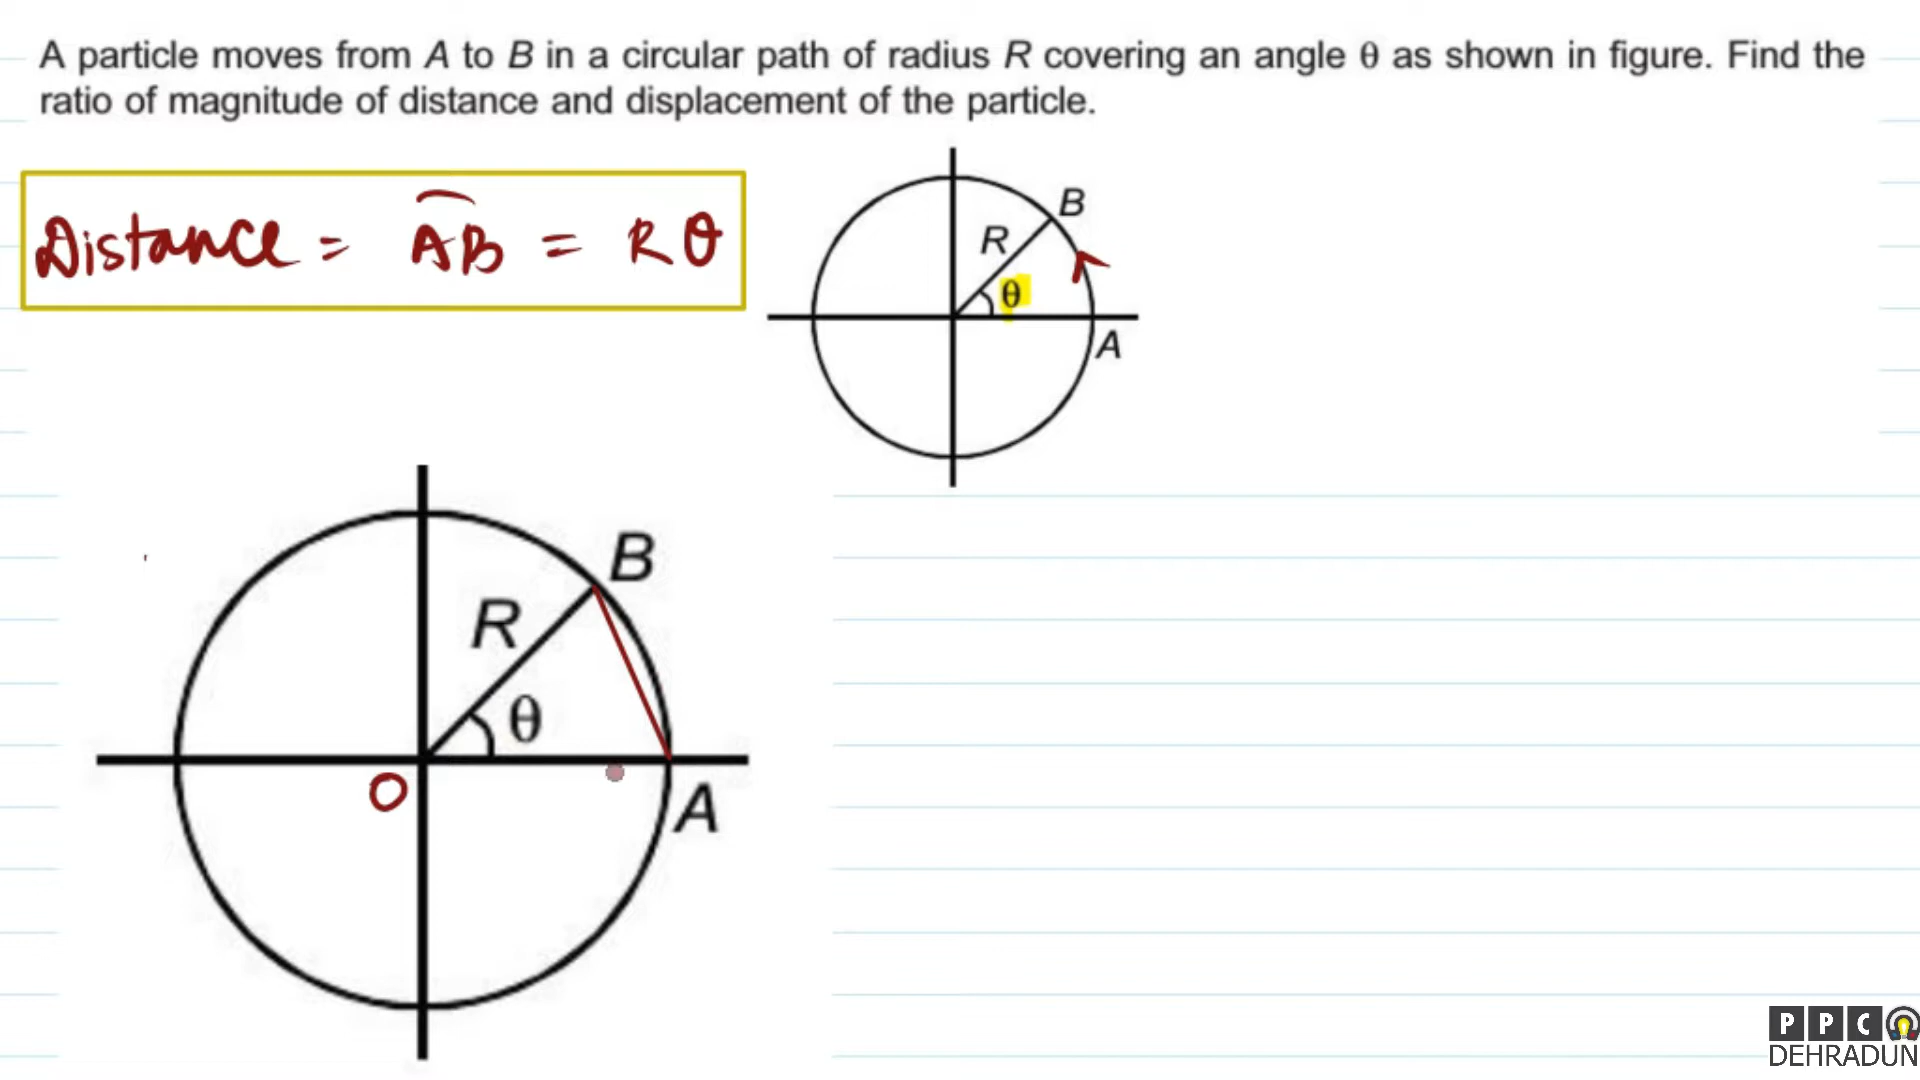 A particle moves from A to B in a circular path of radius R covering an angle θ as shown in figure. Find the
ratio of magnitude of distance and displacement of the particle.
Distance = AB = Rθ
B
R
θ
A
B
R
θ
O
A
PPC
DEHRADUN